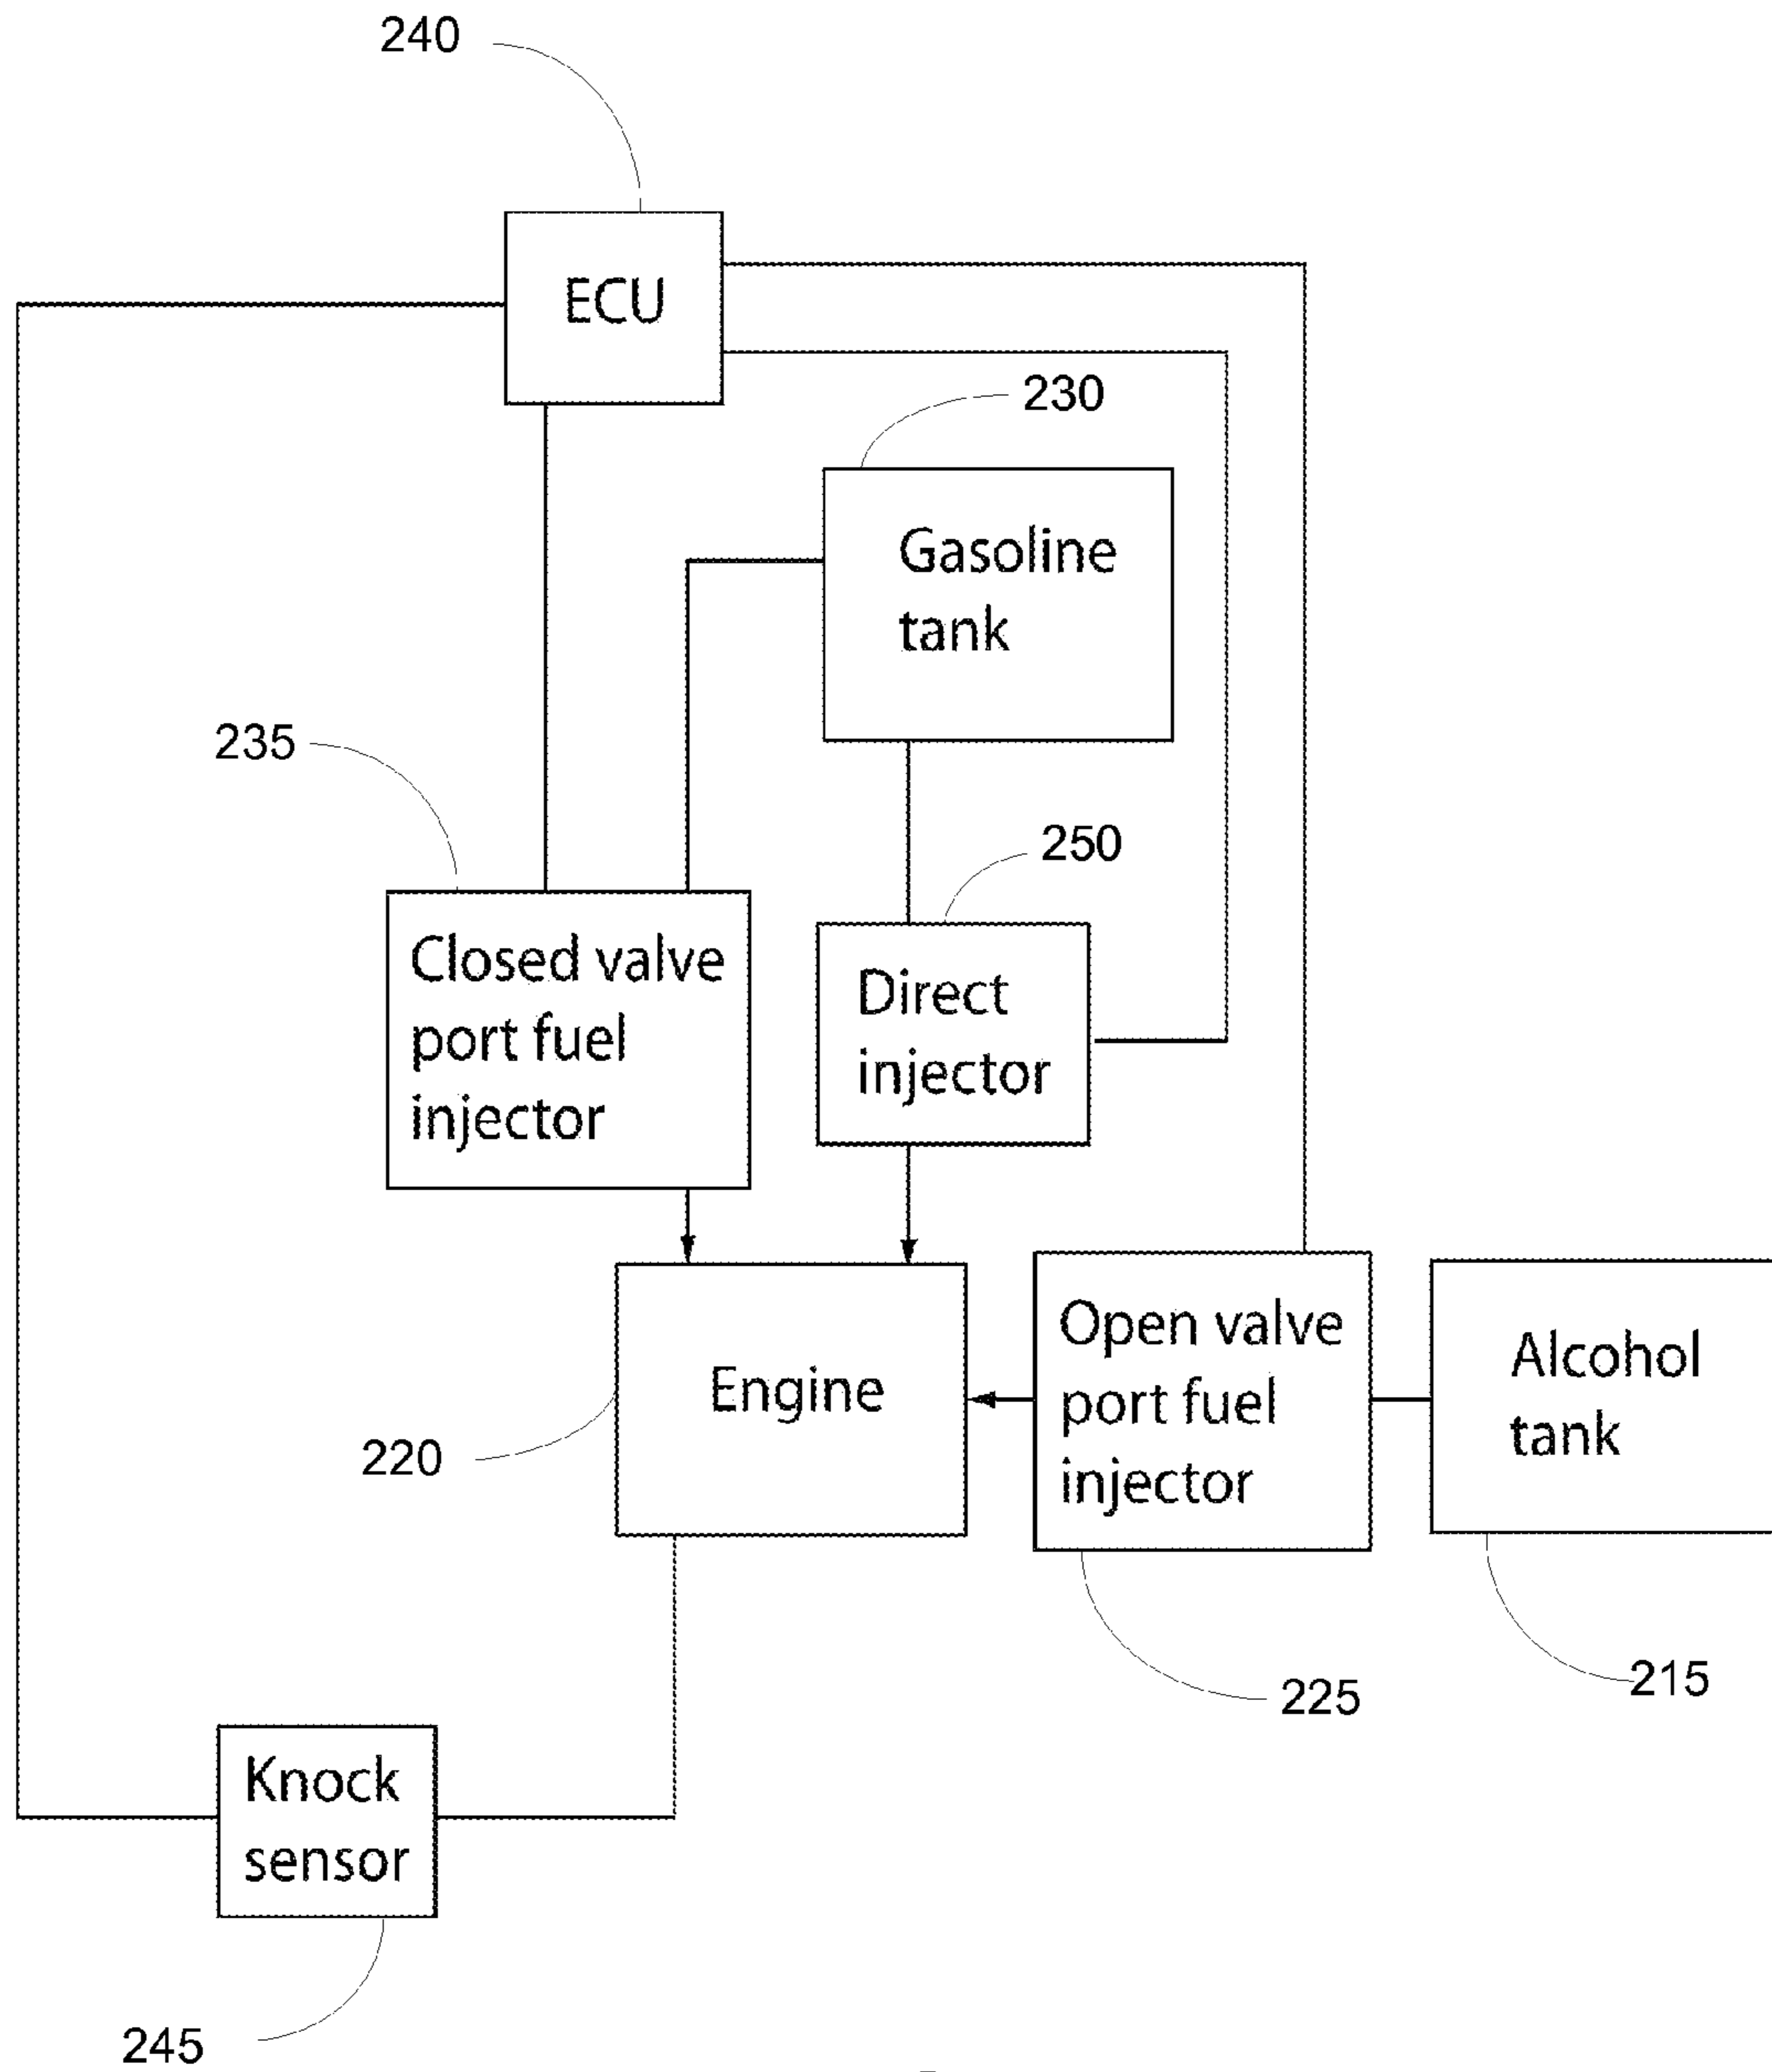 240
ECU
230
Gasoline
tank
235
250
Closed valve
port fuel
injector
Direct
injector
Engine
Open valve
port fuel
injector
Alcohol
tank
220
225
215
Knock
sensor
245